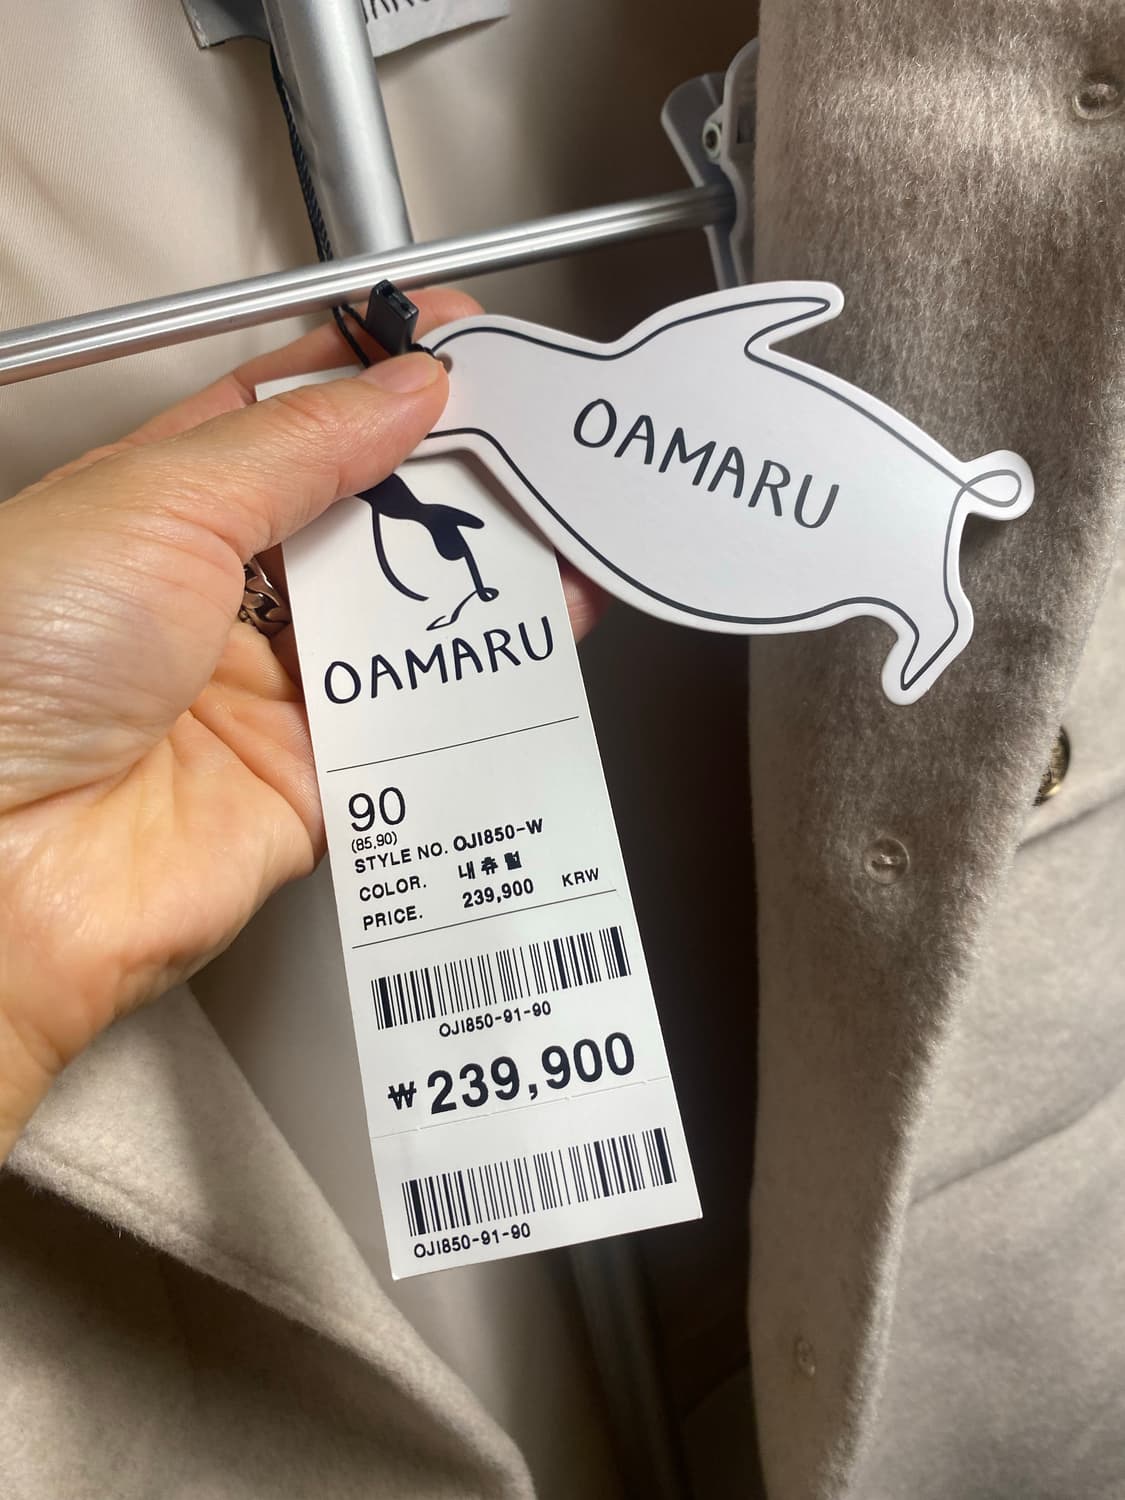 OAMARU
OAMARU
90
(85,90)
STYLE NO. OJI850-W
COLOR. 내츄럴
PRICE. 239,900 KRW
OJI850-91-90
₩239,900
OJI850-91-90